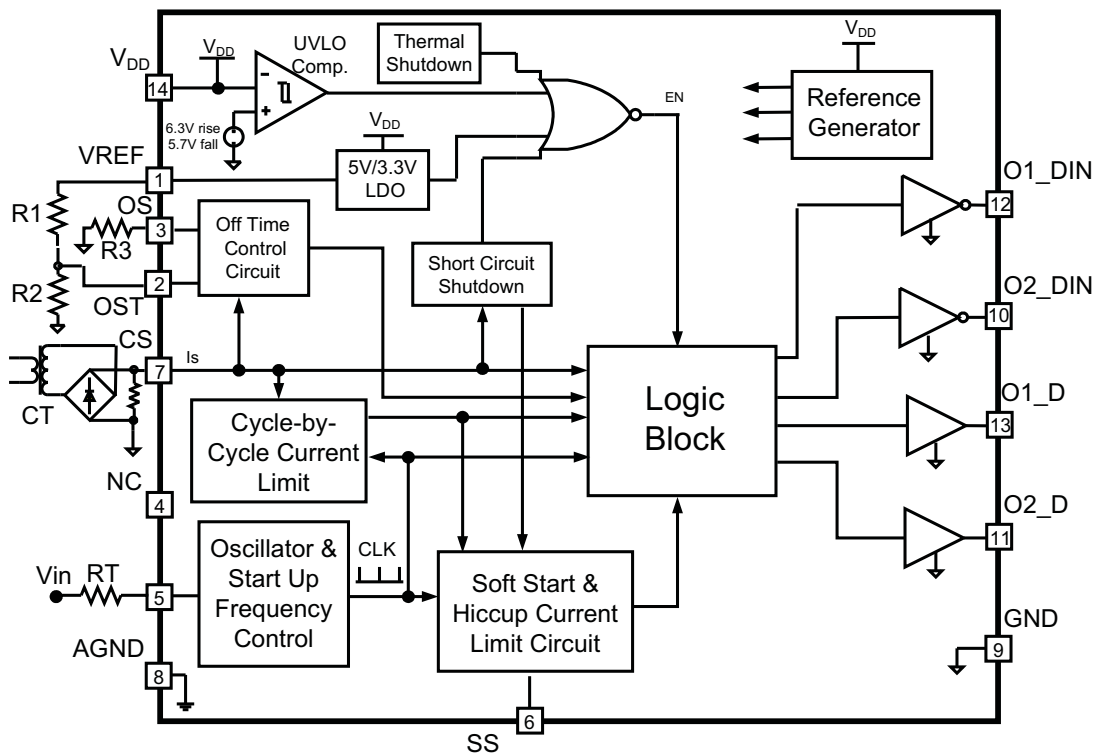 V_DD
14
V_DD
UVLO
Comp.
6.3V rise
5.7V fall
Thermal
Shutdown
EN
V_DD
Reference
Generator
VREF
1
V_DD
5V/3.3V
LDO
R1
OS
3
R3
Off Time
Control
Circuit
R2
2
OST
Short Circuit
Shutdown
O1_DIN
12
O2_DIN
10
CS
7
Is
CT
Cycle-by-
Cycle Current
Limit
Logic
Block
O1_D
13
NC
4
O2_D
11
Vin
RT
5
Oscillator &
Start Up
Frequency
Control
CLK
Soft Start &
Hiccup Current
Limit Circuit
AGND
8
GND
9
6
SS